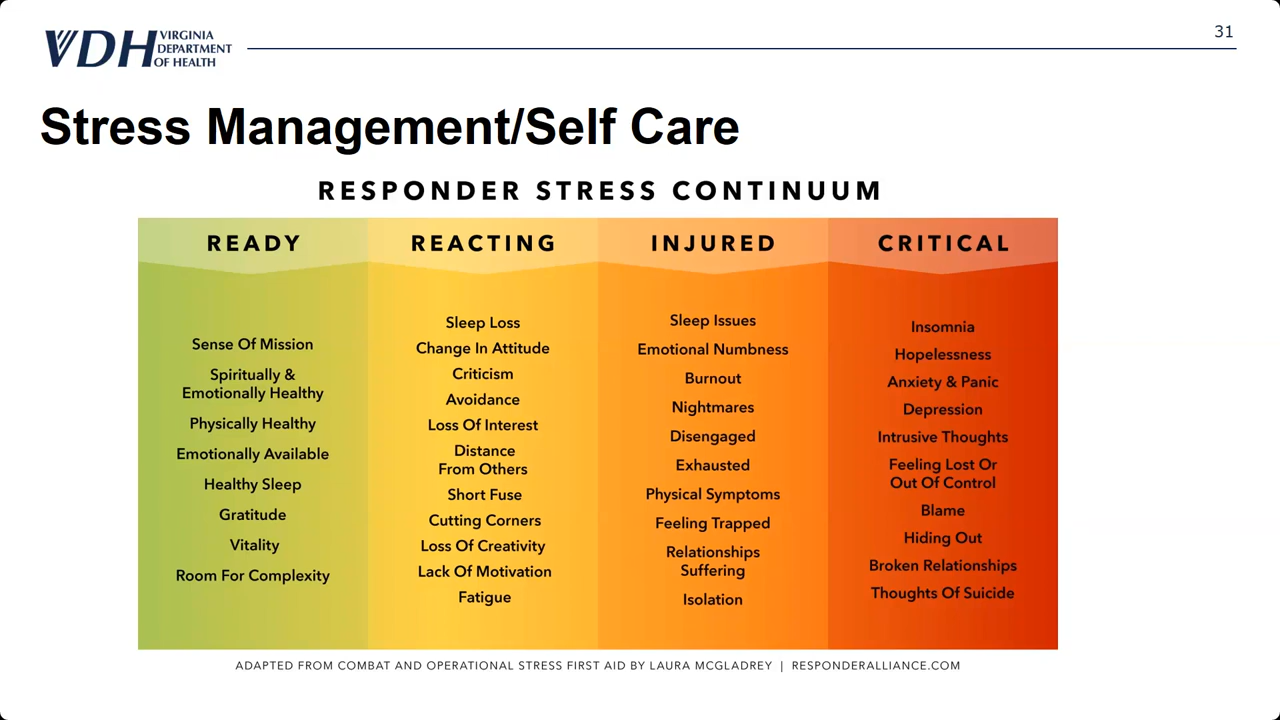 VDH VIRGINIA
DEPARTMENT
OF HEALTH
31
Stress Management/Self Care
RESPONDER STRESS CONTINUUM
READY
Sense Of Mission
Spiritually &
Emotionally Healthy
Physically Healthy
Emotionally Available
Healthy Sleep
Gratitude
Vitality
Room For Complexity
REACTING
Sleep Loss
Change In Attitude
Criticism
Avoidance
Loss Of Interest
Distance
From Others
Short Fuse
Cutting Corners
Loss Of Creativity
Lack Of Motivation
Fatigue
INJURED
Sleep Issues
Emotional Numbness
Burnout
Nightmares
Disengaged
Exhausted
Physical Symptoms
Feeling Trapped
Relationships
Suffering
Isolation
CRITICAL
Insomnia
Hopelessness
Anxiety & Panic
Depression
Intrusive Thoughts
Feeling Lost Or
Out Of Control
Blame
Hiding Out
Broken Relationships
Thoughts Of Suicide
ADAPTED FROM COMBAT AND OPERATIONAL STRESS FIRST AID BY LAURA MCGLADREY | RESPONDERALLIANCE.COM